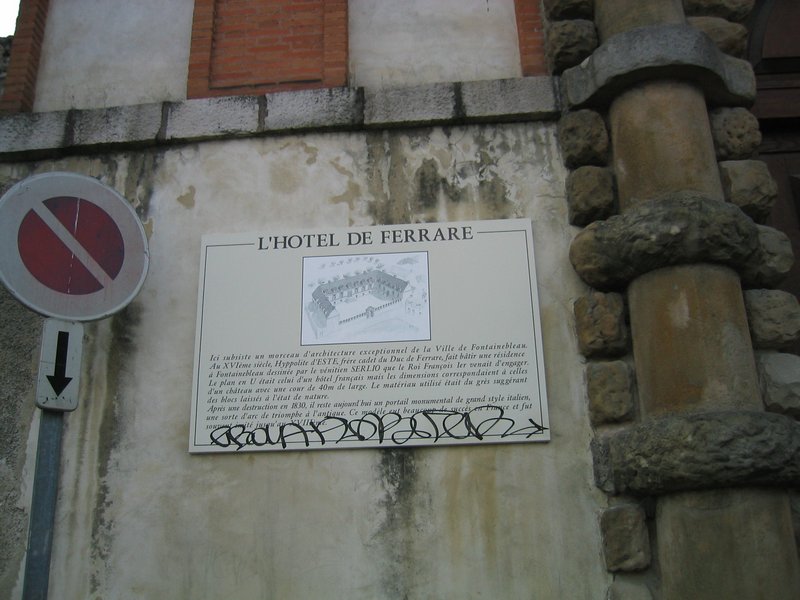 L'HOTEL DE FERRARE
Ici subsiste un morceau d'architecture exceptionnel de la Ville de Fontainebleau.
Au XVIème siècle, Hyppolite d'ESTE, frère cadet du Duc de Ferrare, fait bâtir une résidence
à Fontainebleau dessinée par le vénitien SERLIO que le Roi François Ier venait d'engager.
Le plan en U était celui d'un hôtel français mais les dimensions correspondaient à celles
d'un château avec une cour de 40m de large. Le matériau utilisé était du grès suggérant
des blocs laissés à l'état de nature.
Après une destruction en 1830, il reste aujourd'hui un portail monumental de grand style italien,
une sorte d'arc de triomphe à l'antique. Ce modèle eut beaucoup de succès en France et fut
souvent imité jusqu'au XVIIIème